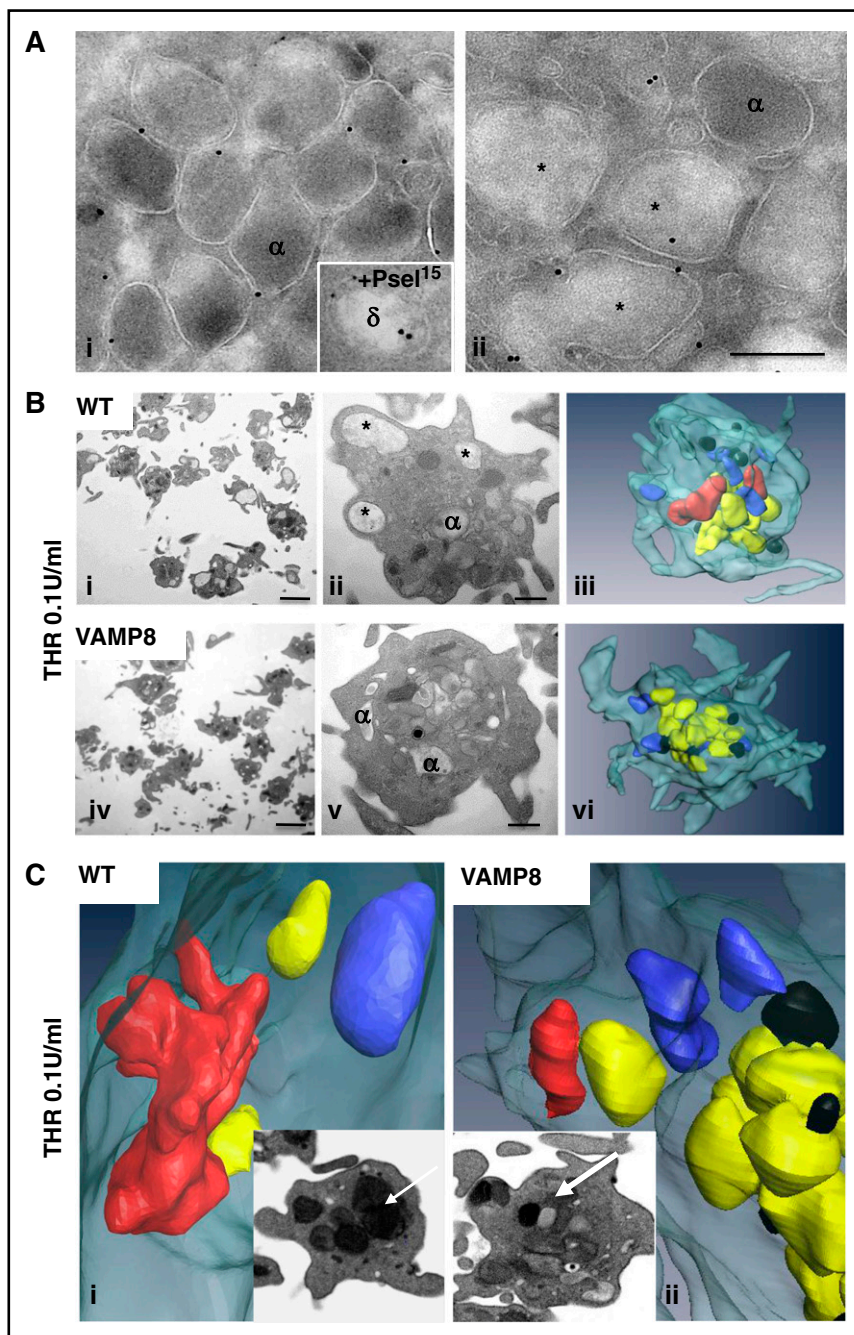 A
α
i
+Psel15
δ
α
*
*
*
ii
B
THR 0.1U/ml
WT
i
*
*
*
α
ii
iii
VAMP8
iv
α
α
v
vi
C
THR 0.1U/ml
WT
i
VAMP8
ii